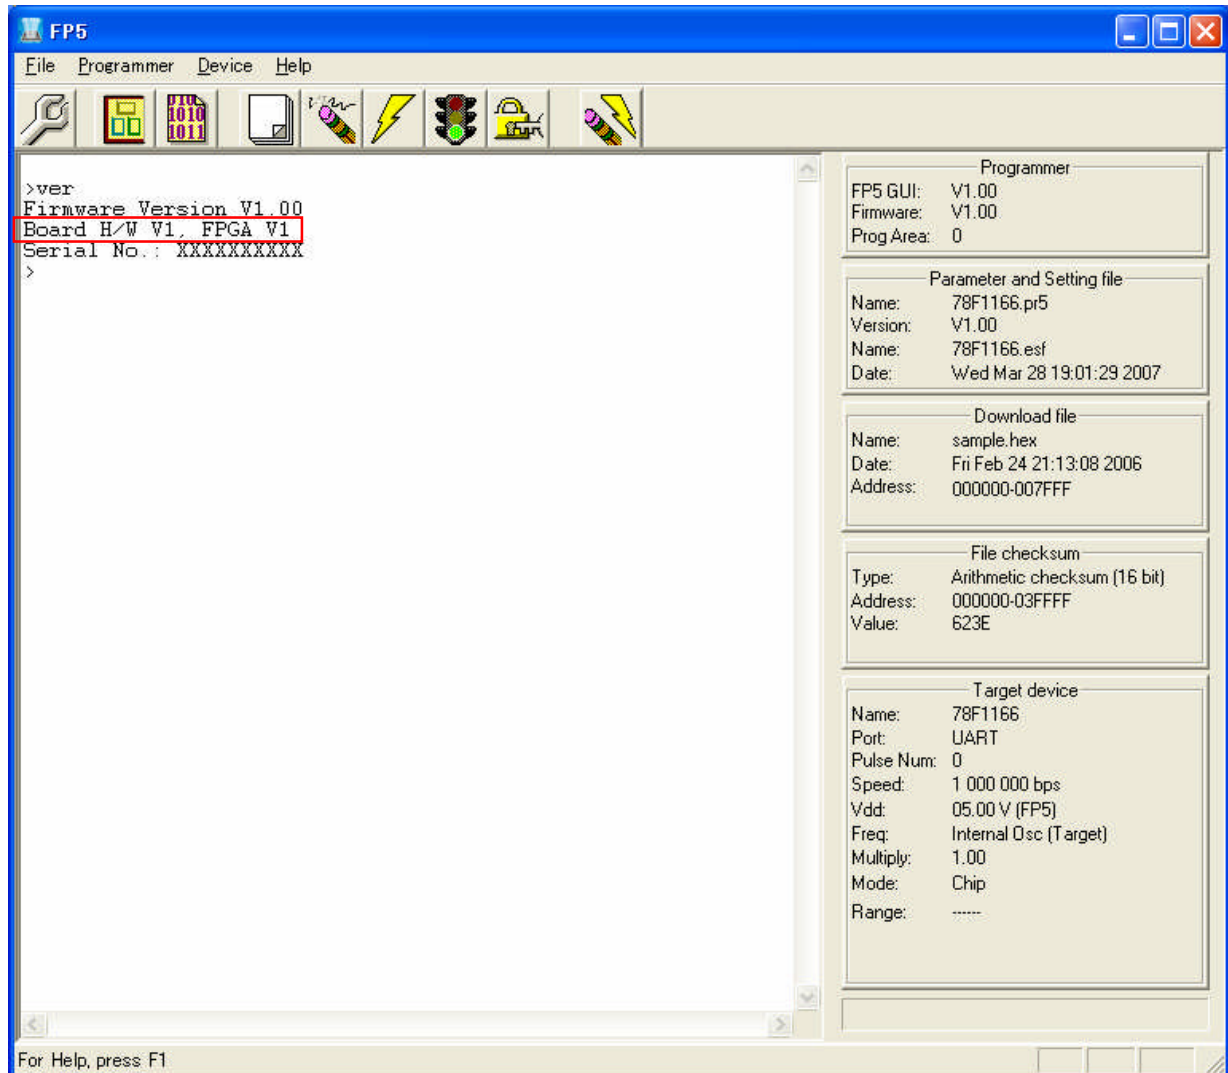 FP5
File Programmer Device Help
010
1010
1011
>ver
Firmware Version V1.00
Board H/W V1, FPGA V1
Serial No.: XXXXXXXXXX
>
Programmer
FP5 GUI: V1.00
Firmware: V1.00
Prog Area: 0
Parameter and Setting file
Name: 78F1166.pr5
Version: V1.00
Name: 78F1166.esf
Date: Wed Mar 28 19:01:29 2007
Download file
Name: sample.hex
Date: Fri Feb 24 21:13:08 2006
Address: 000000-007FFF
File checksum
Type: Arithmetic checksum (16 bit)
Address: 000000-03FFFF
Value: 623E
Target device
Name: 78F1166
Port: UART
Pulse Num: 0
Speed: 1 000 000 bps
Vdd: 05.00 V (FP5)
Freq: Internal Osc (Target)
Multiply: 1.00
Mode: Chip
Range: ------
For Help, press F1